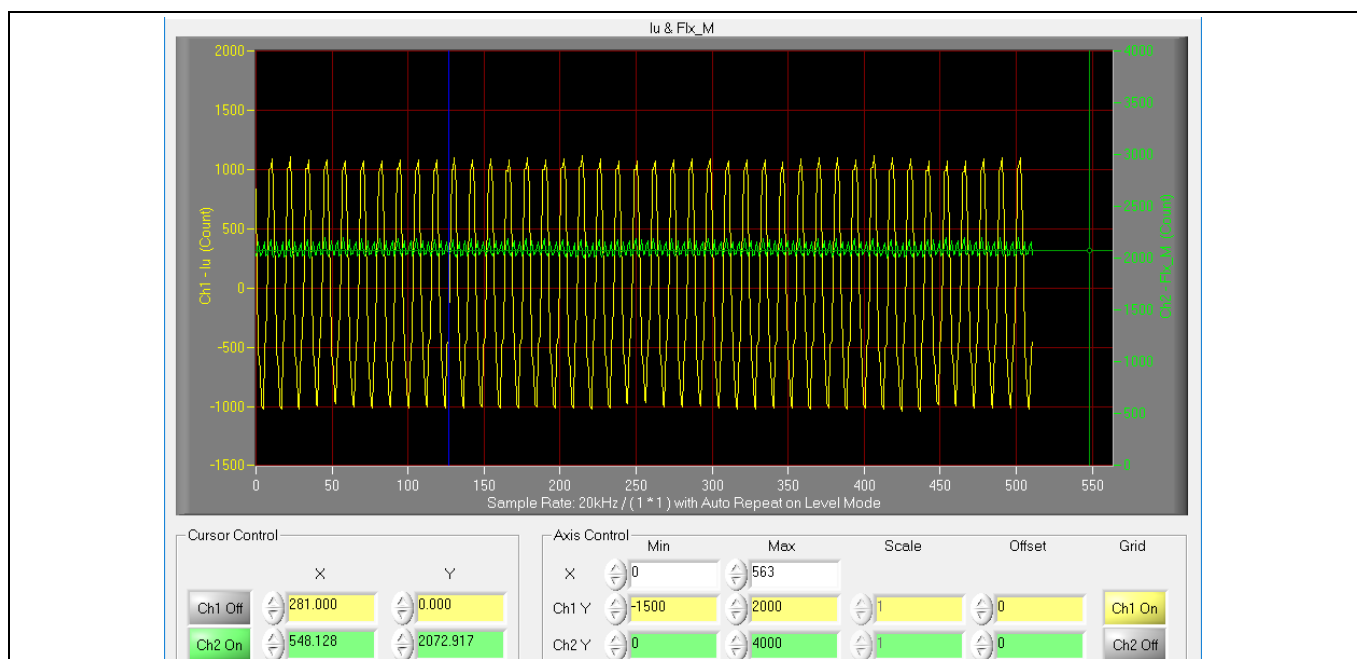 Iu & Flx_M
2000
1500
1000
500
0
-500
-1000
-1500
Ch1 - Iu (Count)
4000
3500
3000
2500
2000
1500
1000
500
0
Ch2 - Flx_M (Count)
0 50 100 150 200 250 300 350 400 450 500 550
Sample Rate: 20kHz / ( 1 * 1 ) with Auto Repeat on Level Mode
Cursor Control
X Y
Ch1 Off 281.000 0.000
Ch2 On 548.128 2072.917
Axis Control
Min Max Scale Offset Grid
X 0 563
Ch1 Y -1500 2000 1 0 Ch1 On
Ch2 Y 0 4000 1 0 Ch2 Off